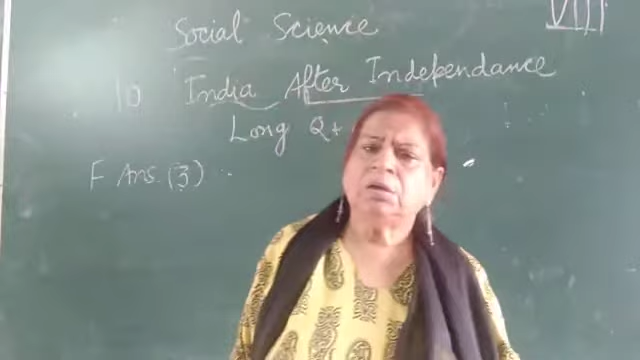 VIII
Social Science
10 India After Independance
Long Q+
F Ans. (3) ..